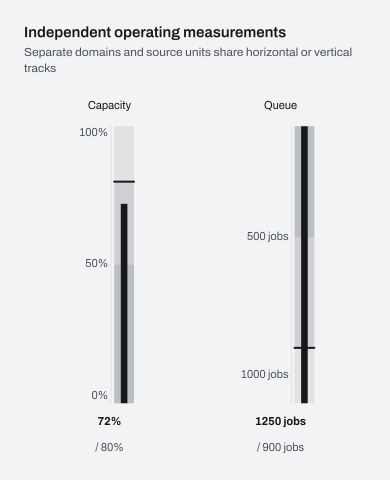 Independent operating measurements
Separate domains and source units share horizontal or vertical
tracks
Capacity
Queue
100%
50%
0%
500 jobs
1000 jobs
72%
1250 jobs
/ 80%
/ 900 jobs